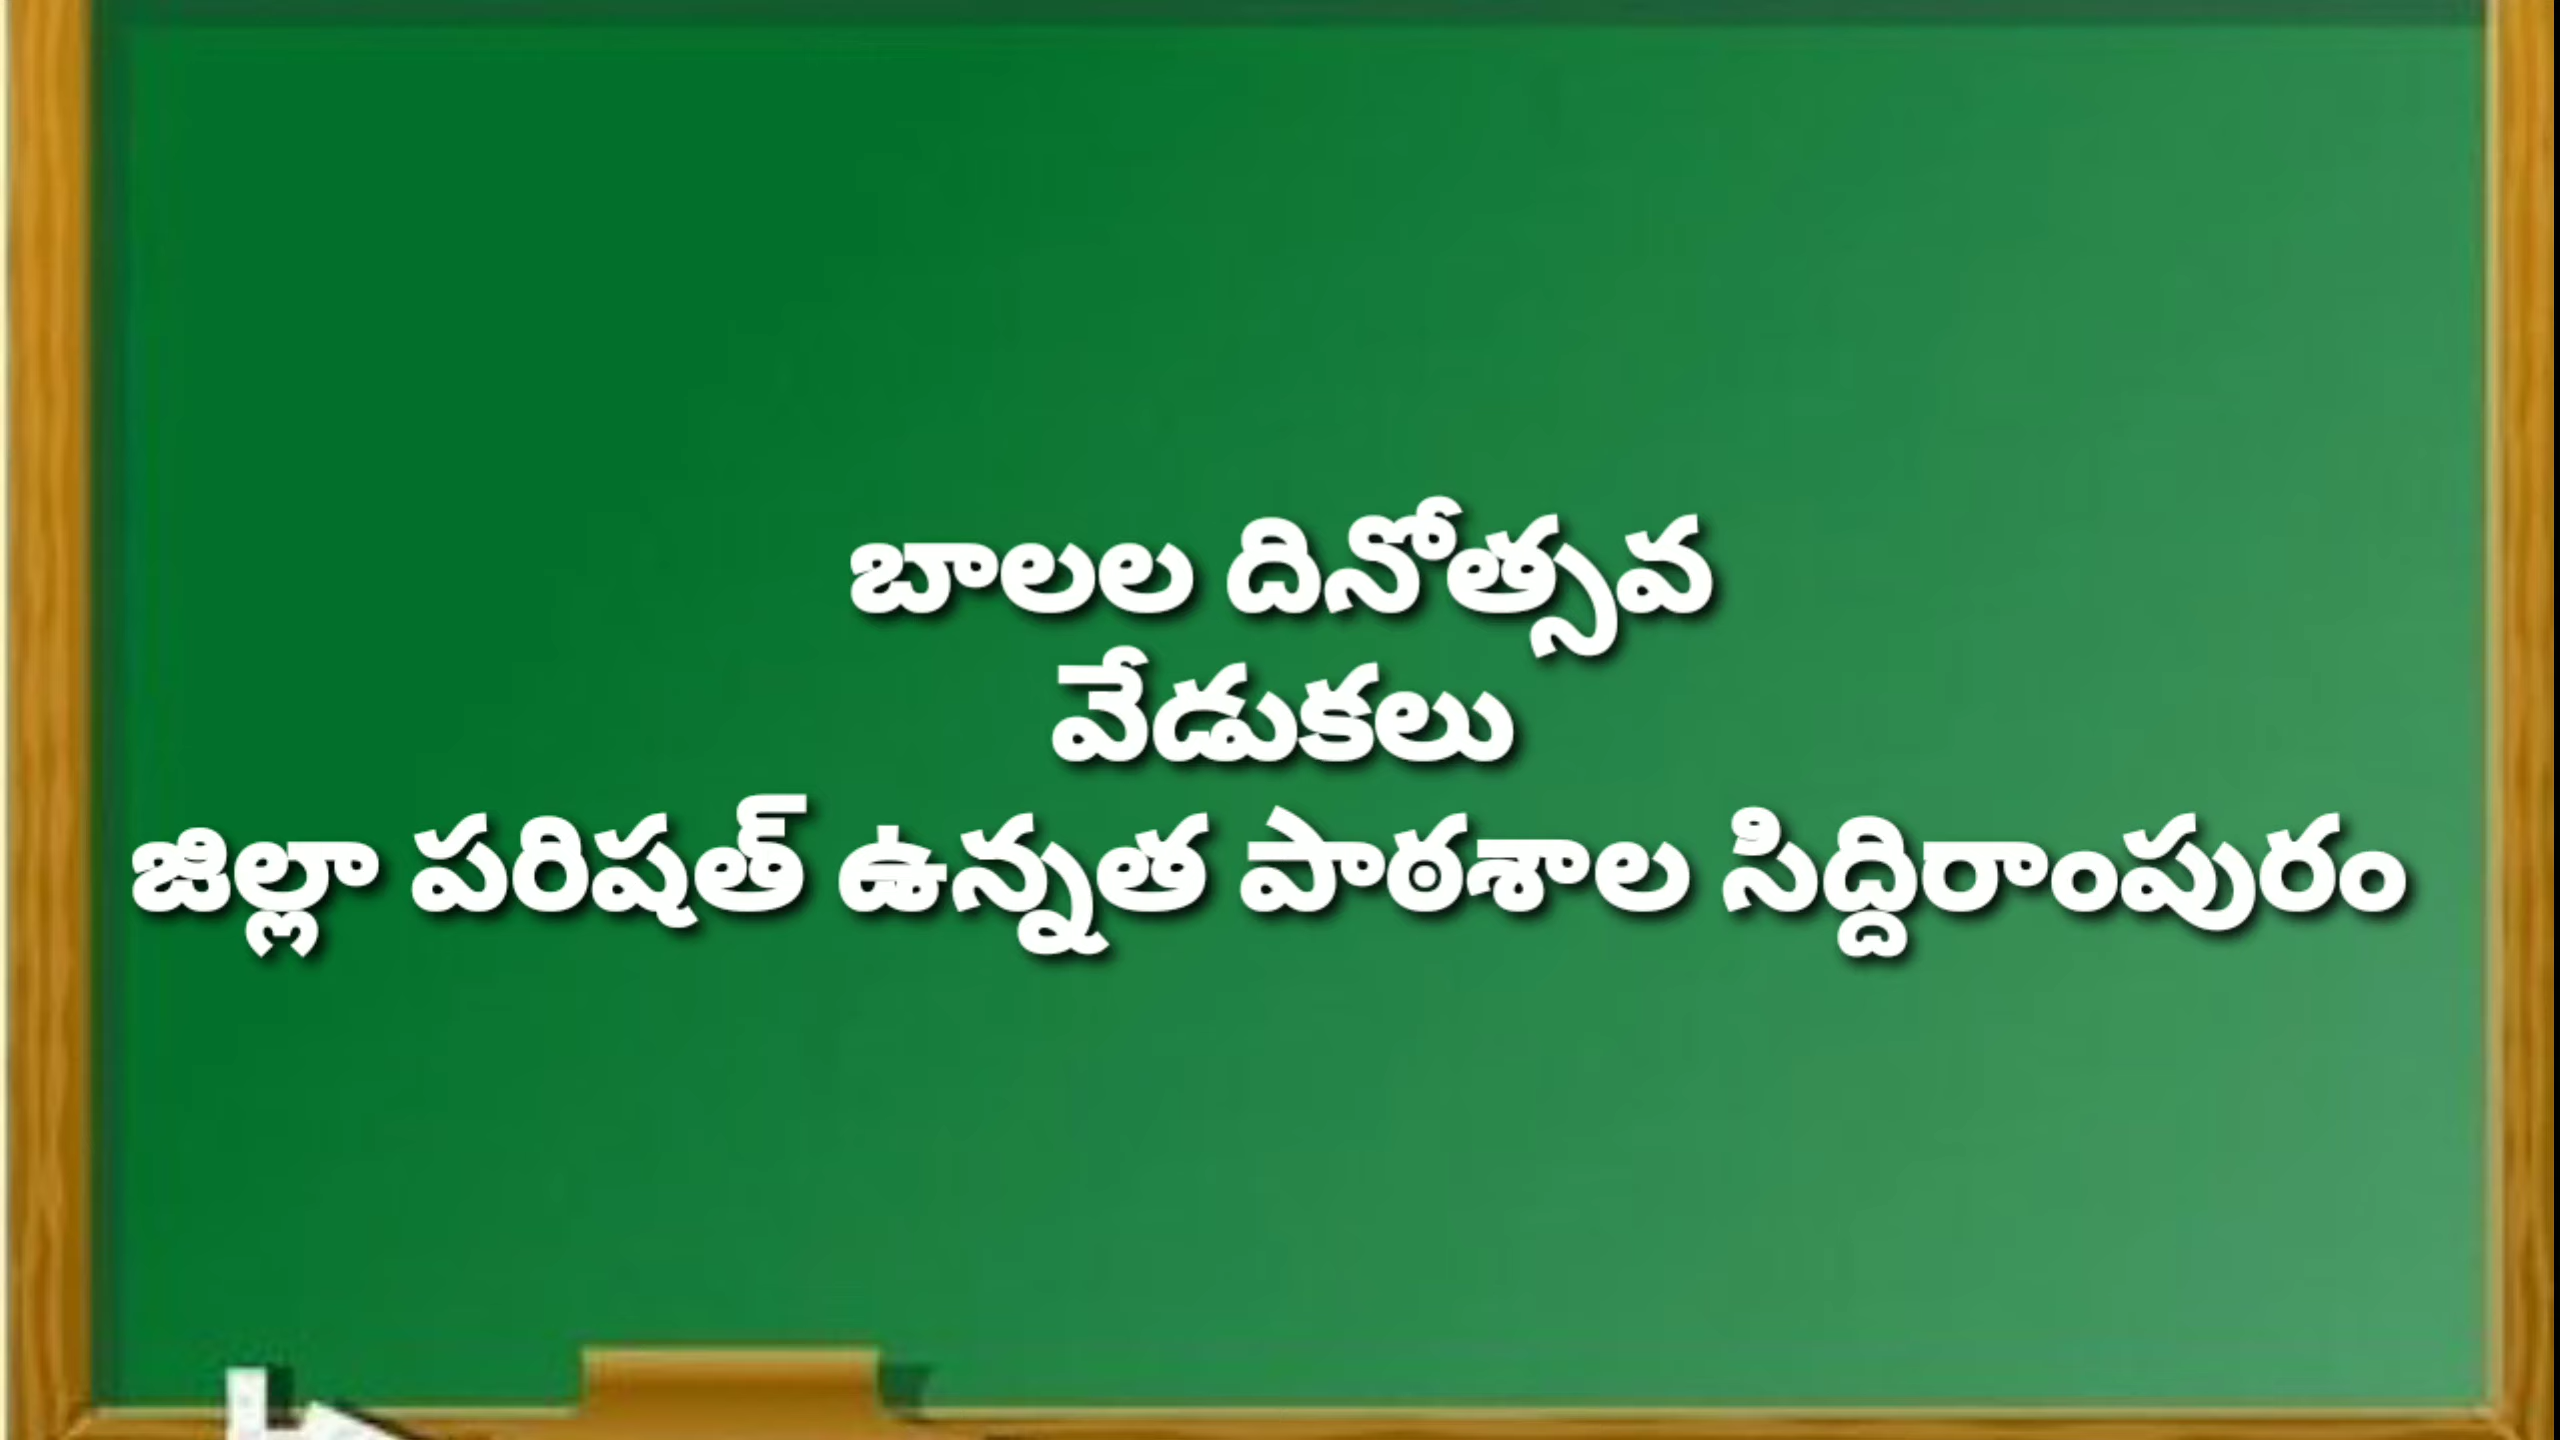 బాలల దినోత్సవ
వేడుకలు
జిల్లా పరిషత్ ఉన్నత పాఠశాల సిద్దిరాంపురం